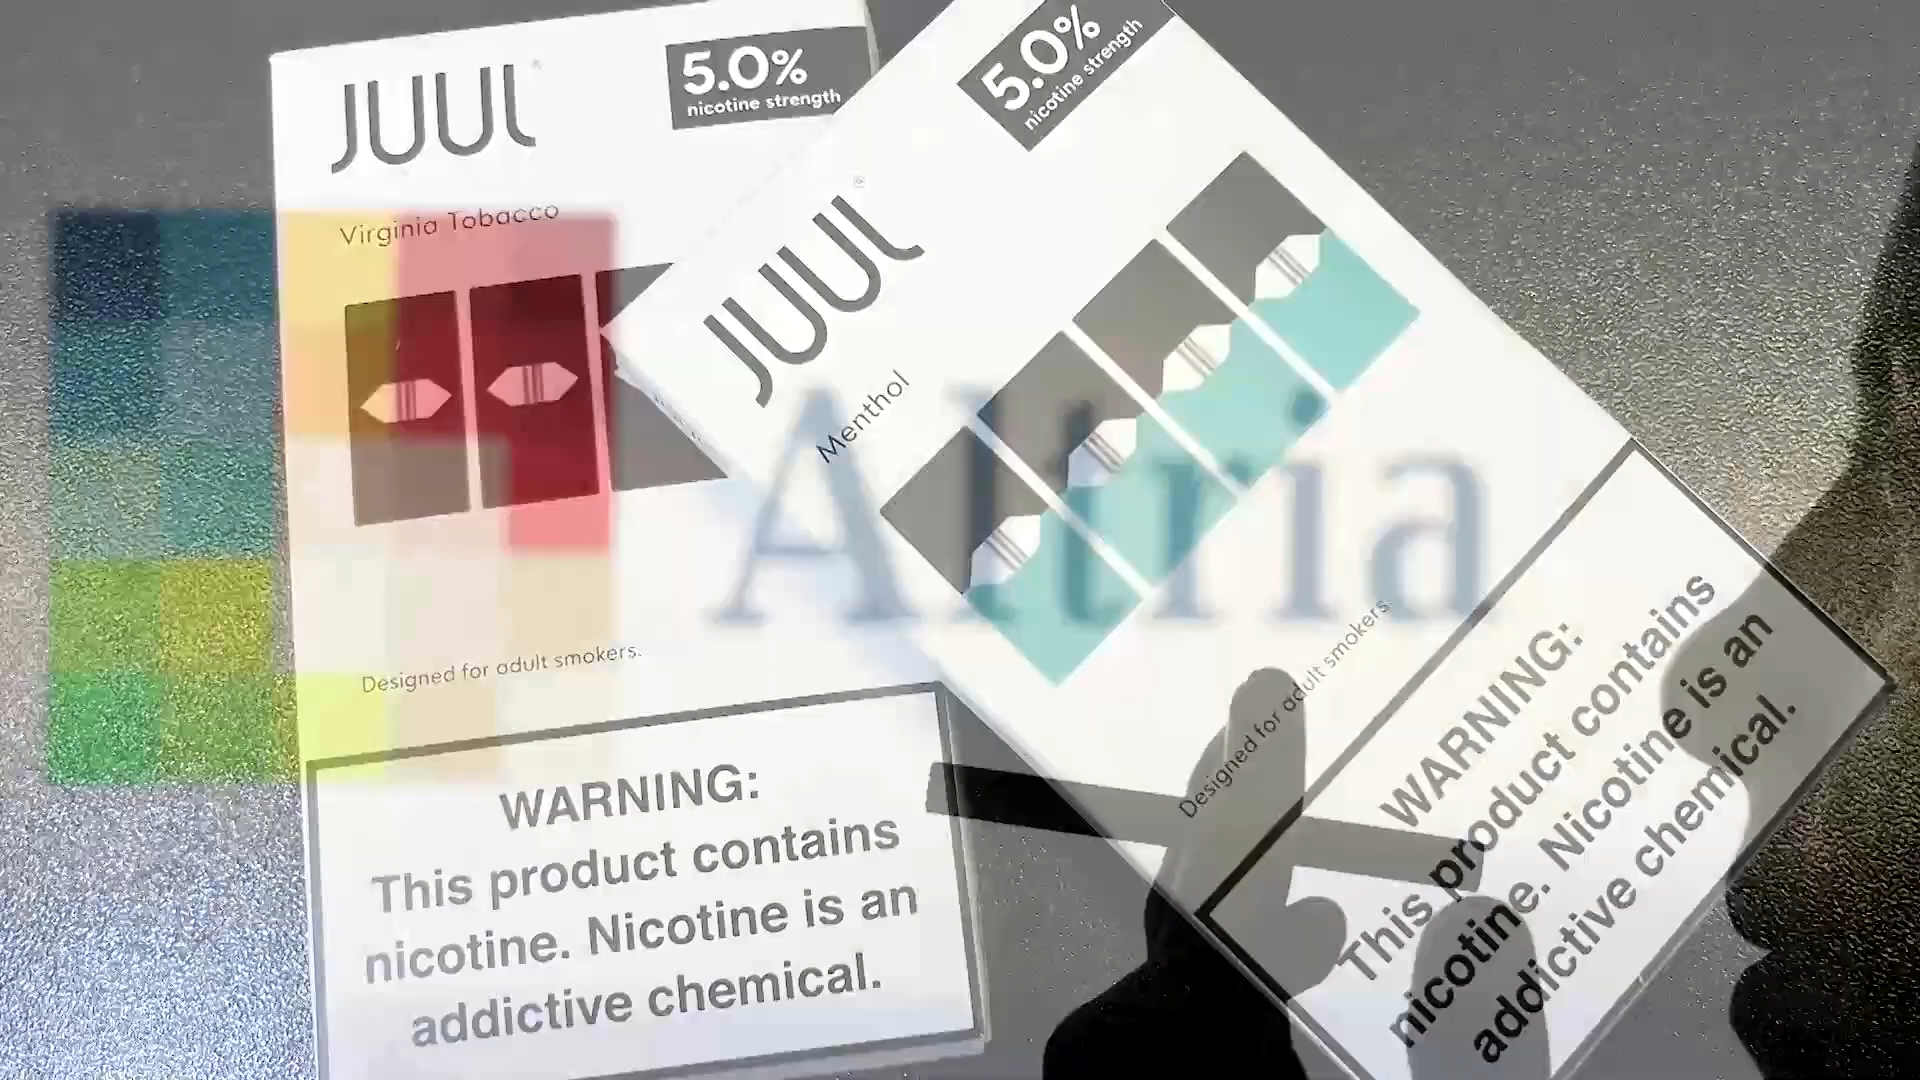 JUUL
5.0%
nicotine strength
Virginia Tobacco
Designed for adult smokers.
WARNING:
This product contains
nicotine. Nicotine is an
addictive chemical.
JUUL
5.0%
nicotine strength
Menthol
Designed for adult smokers.
WARNING:
This product contains
nicotine. Nicotine is an
addictive chemical.
Altria